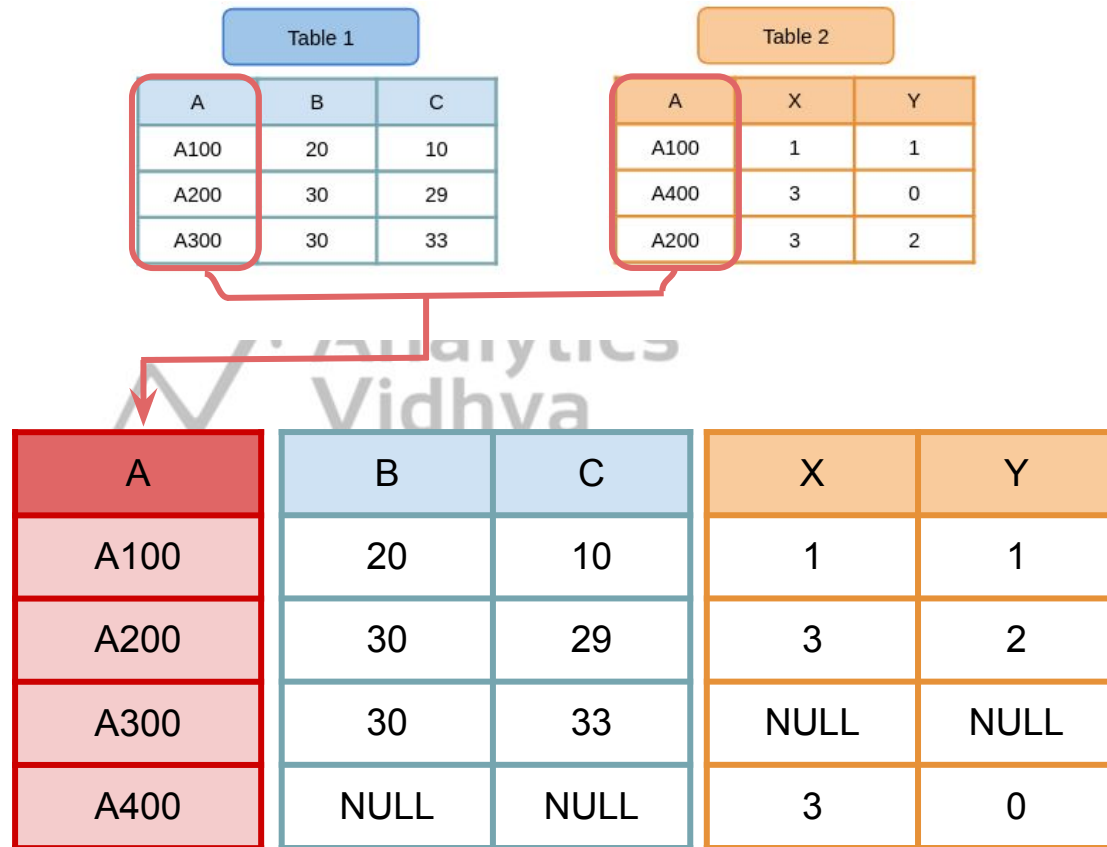 Table 1 Table 2
A B C A X Y
A100 20 10 A100 1 1
A200 30 29 A400 3 0
A300 30 33 A200 3 2
Analytics
Vidhya
A B C X Y
A100 20 10 1 1
A200 30 29 3 2
A300 30 33 NULL NULL
A400 NULL NULL 3 0